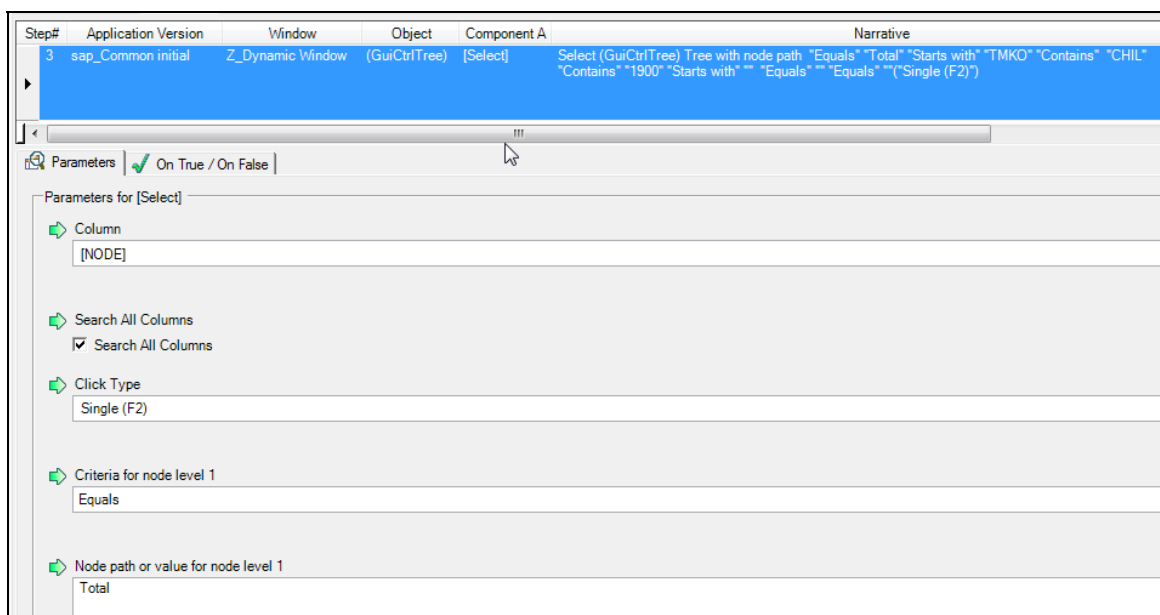 Step# Application Version Window Object Component A Narrative
3 sap_Common initial Z_Dynamic Window (GuiCtrlTree) [Select] Select (GuiCtrlTree) Tree with node path "Equals" "Total" "Starts with" "TMKO" "Contains" "CHIL"
"Contains" "1900" "Starts with" "" "Equals" "" "Equals" ""("Single (F2)")
Parameters On True / On False
Parameters for [Select]
Column
[NODE]
Search All Columns
Search All Columns
Click Type
Single (F2)
Criteria for node level 1
Equals
Node path or value for node level 1
Total